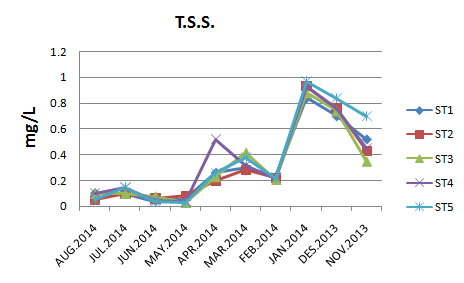 T.S.S.
mg/L
1.2
1
0.8
0.6
0.4
0.2
0
AUG.2014
JUL.2014
JUN.2014
MAY.2014
APR.2014
MAR.2014
FEB.2014
JAN.2014
DES.2013
NOV.2013
ST1
ST2
ST3
ST4
ST5